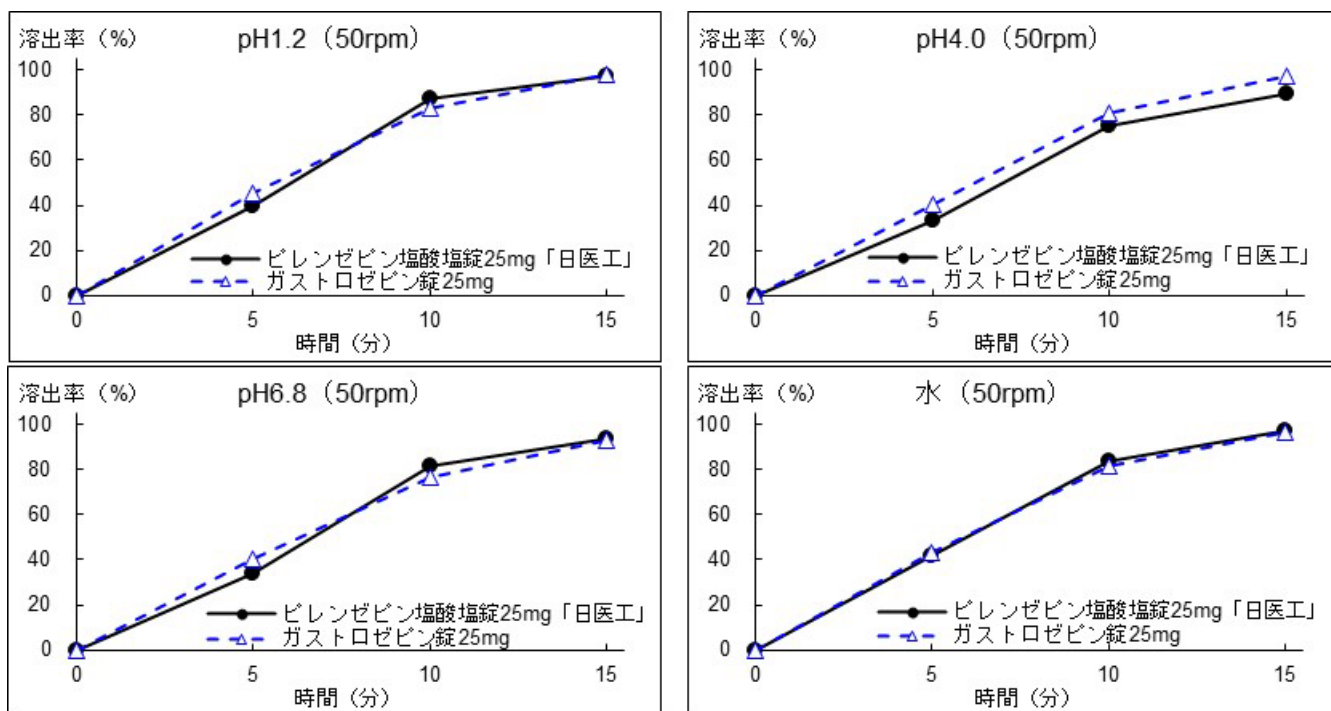 溶出率（%） pH1.2（50rpm）
100
80
60
40
20
0
ピレンゼピン塩酸塩錠25mg「日医工」
ガストロゼピン錠25mg
0 5 10 15
時間（分）
溶出率（%） pH4.0（50rpm）
100
80
60
40
20
0
ピレンゼピン塩酸塩錠25mg「日医工」
ガストロゼピン錠25mg
0 5 10 15
時間（分）
溶出率（%） pH6.8（50rpm）
100
80
60
40
20
0
ピレンゼピン塩酸塩錠25mg「日医工」
ガストロゼピン錠25mg
0 5 10 15
時間（分）
溶出率（%） 水（50rpm）
100
80
60
40
20
0
ピレンゼピン塩酸塩錠25mg「日医工」
ガストロゼピン錠25mg
0 5 10 15
時間（分）